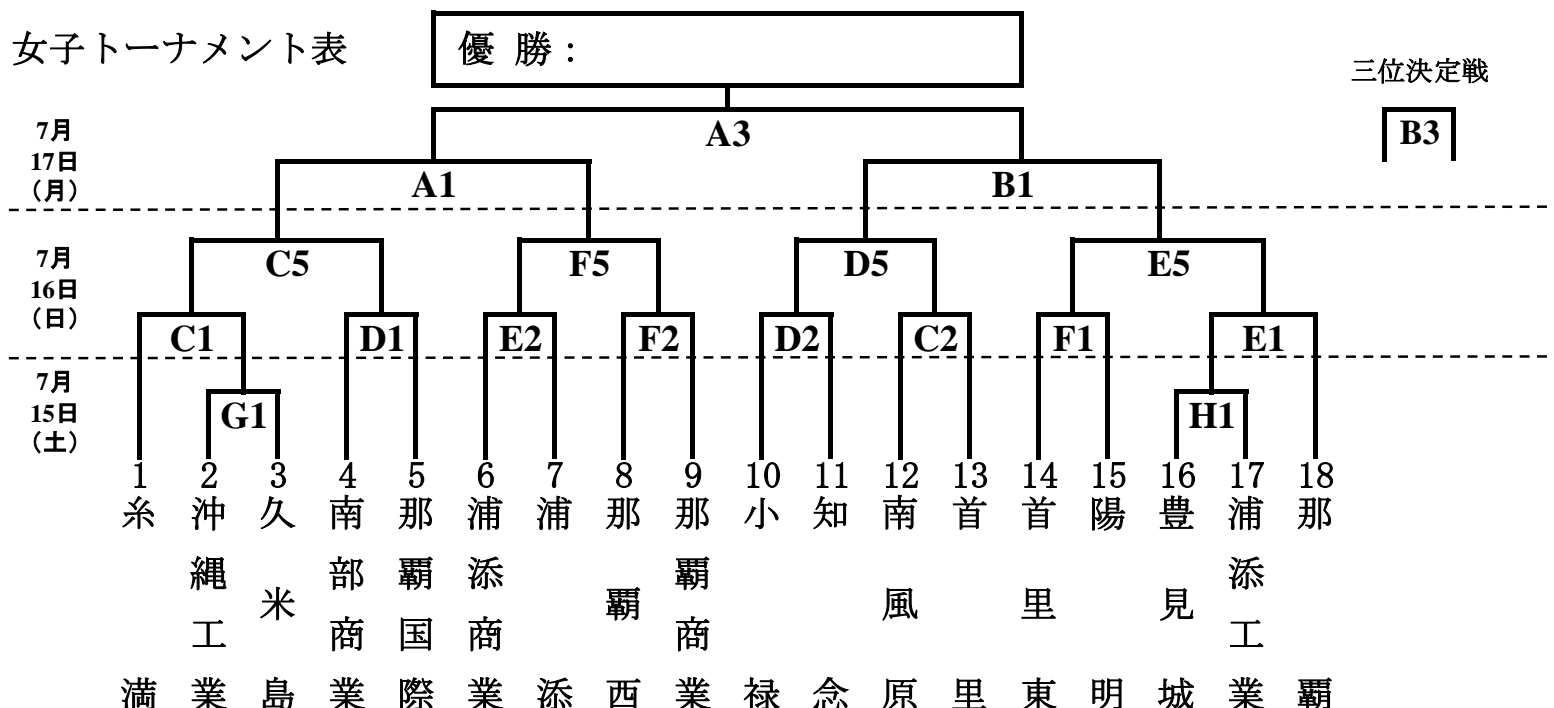 女子トーナメント表
優 勝：
三位決定戦
7月
17日
（月）
A3
B3
A1
B1
7月
16日
（日）
C5
F5
D5
E5
C1
D1
E2
F2
D2
C2
F1
E1
7月
15日
（土）
G1
H1
1 糸満
2 沖縄工業
3 久米島
4 南部商業
5 那覇国際
6 浦添商業
7 浦添
8 那覇西
9 那覇商業
10 小禄
11 知念
12 南風原
13 首里
14 首里東
15 陽明
16 豊見城
17 浦添工業
18 那覇